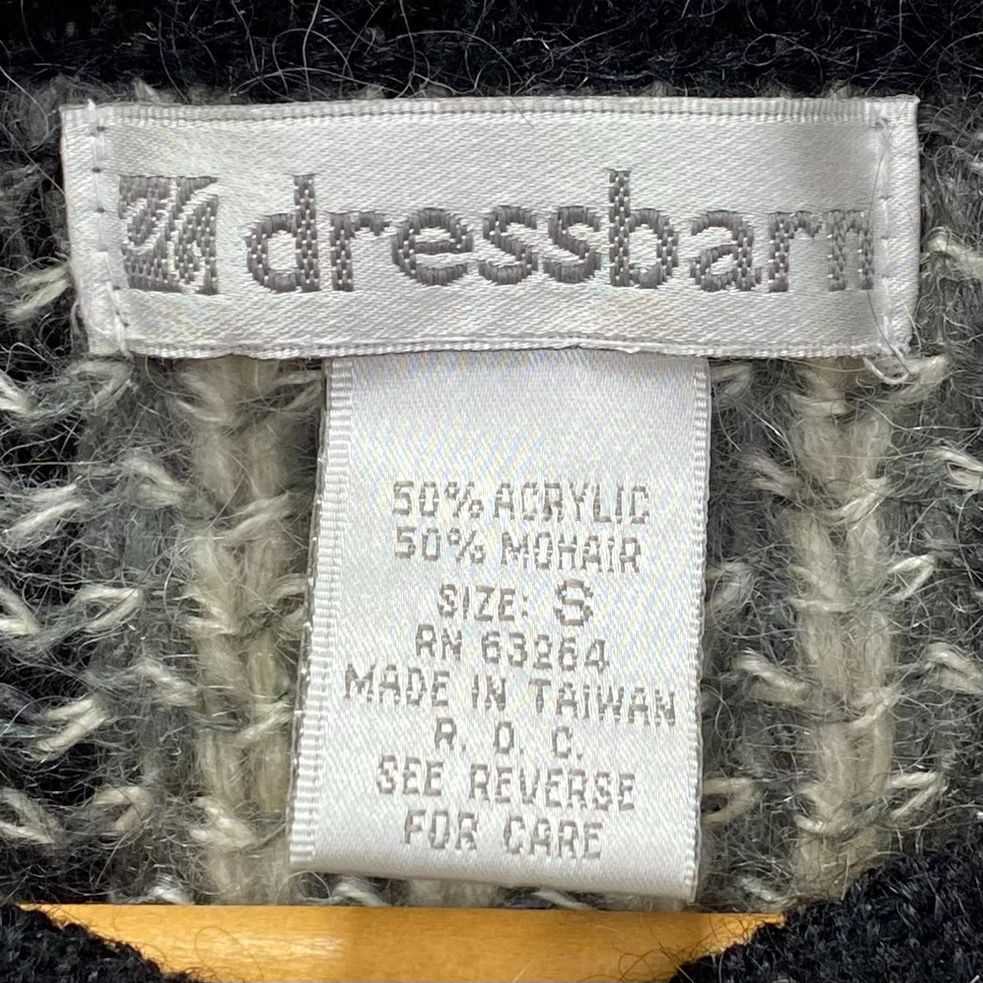 dressbarn
50% ACRYLIC
50% MOHAIR
SIZE: S
RN 63264
MADE IN TAIWAN
R. O. C.
SEE REVERSE
FOR CARE